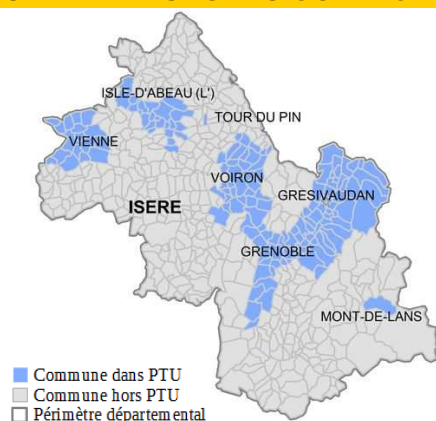 ISLE-D'ABEAU (L')
TOUR DU PIN
VIENNE
VOIRON
GRESIVAUDAN
ISERE
GRENOBLE
MONT-DE-LANS
Commune dans PTU
Commune hors PTU
Périmètre départemental